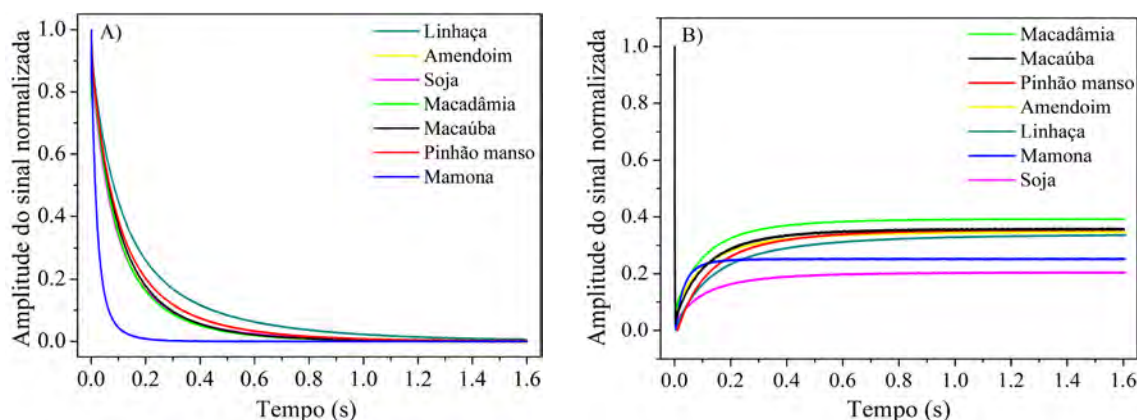 A)
Amplitude do sinal normalizada
1.0
0.8
0.6
0.4
0.2
0.0
Linhaça
Amendoim
Soja
Macadâmia
Macaúba
Pinhão manso
Mamona
0.0 0.2 0.4 0.6 0.8 1.0 1.2 1.4 1.6
Tempo (s)
B)
Amplitude do sinal normalizada
1.0
0.8
0.6
0.4
0.2
0.0
Macadâmia
Macaúba
Pinhão manso
Amendoim
Linhaça
Mamona
Soja
0.0 0.2 0.4 0.6 0.8 1.0 1.2 1.4 1.6
Tempo (s)